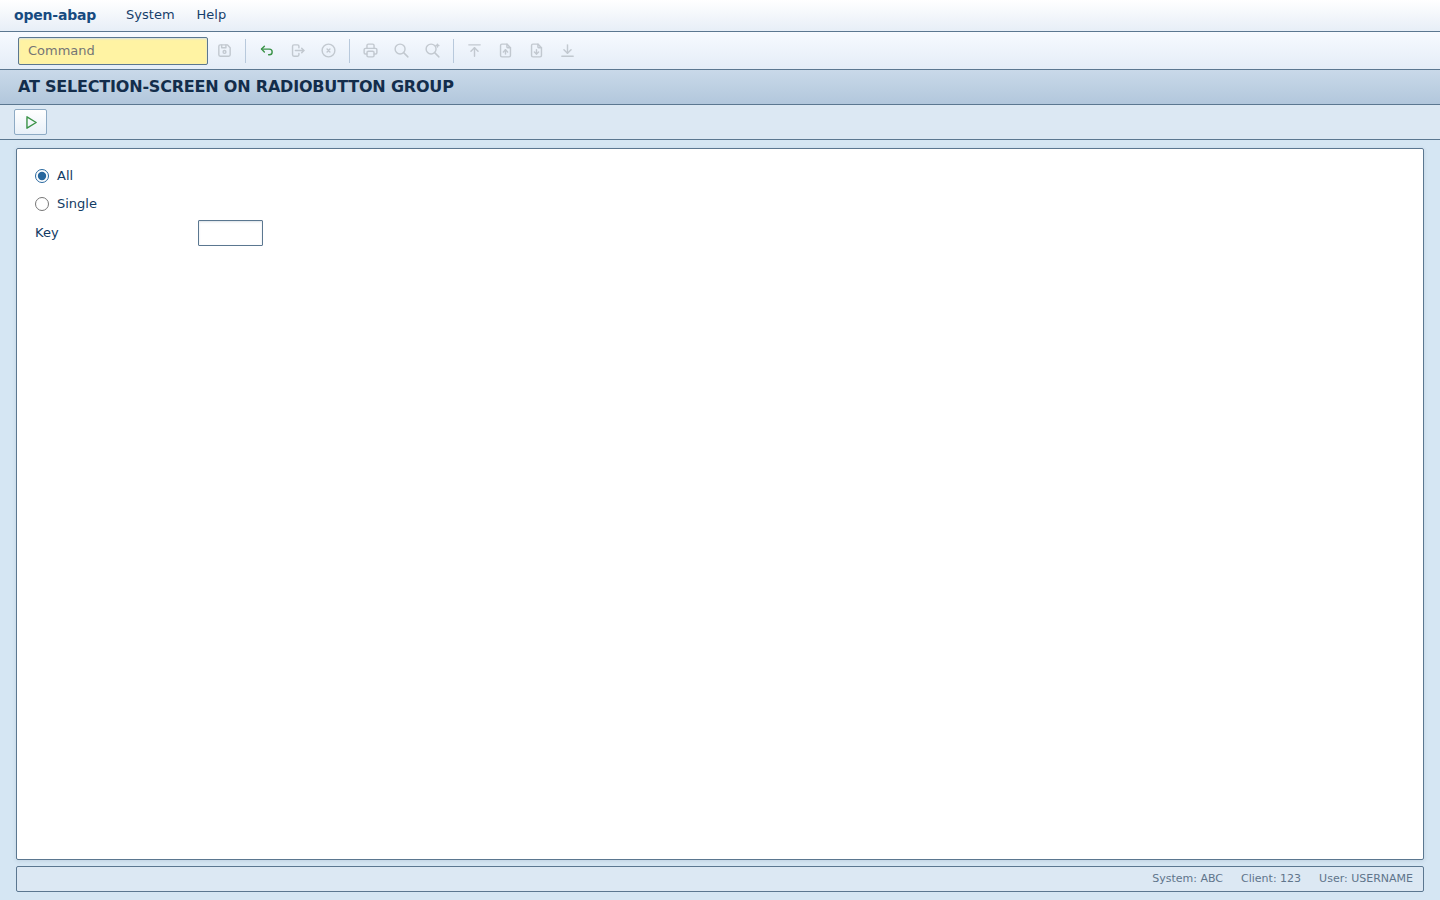 open-abap System Help
Command
AT SELECTION-SCREEN ON RADIOBUTTON GROUP
All
Single
Key
System: ABC Client: 123 User: USERNAME